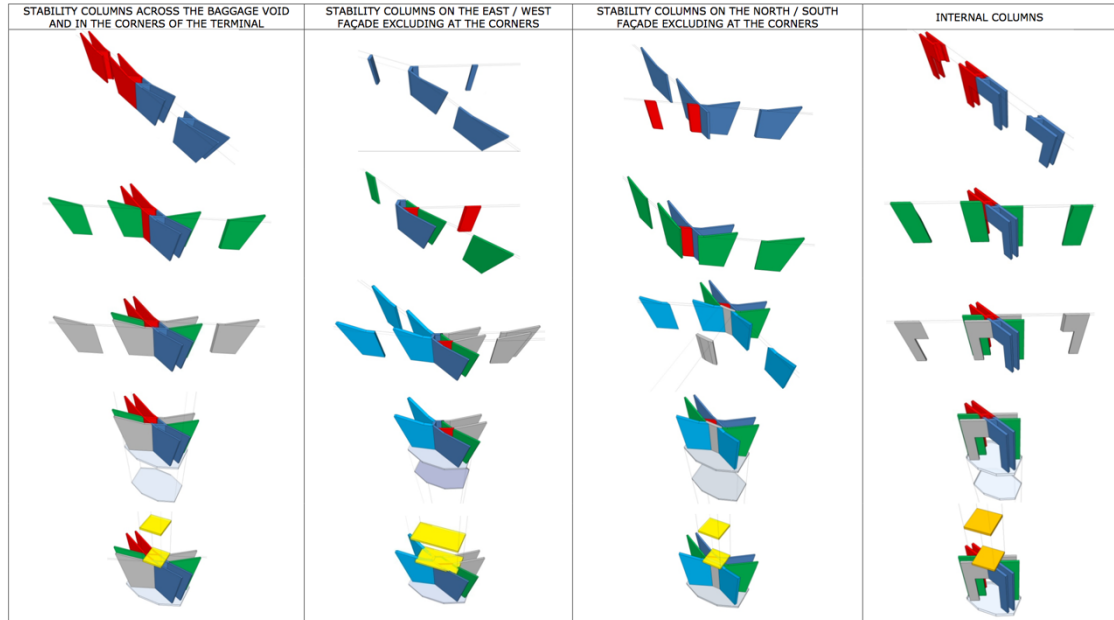 STABILITY COLUMNS ACROSS THE BAGGAGE VOID
AND IN THE CORNERS OF THE TERMINAL
STABILITY COLUMNS ON THE EAST / WEST
FAÇADE EXCLUDING AT THE CORNERS
STABILITY COLUMNS ON THE NORTH / SOUTH
FAÇADE EXCLUDING AT THE CORNERS
INTERNAL COLUMNS